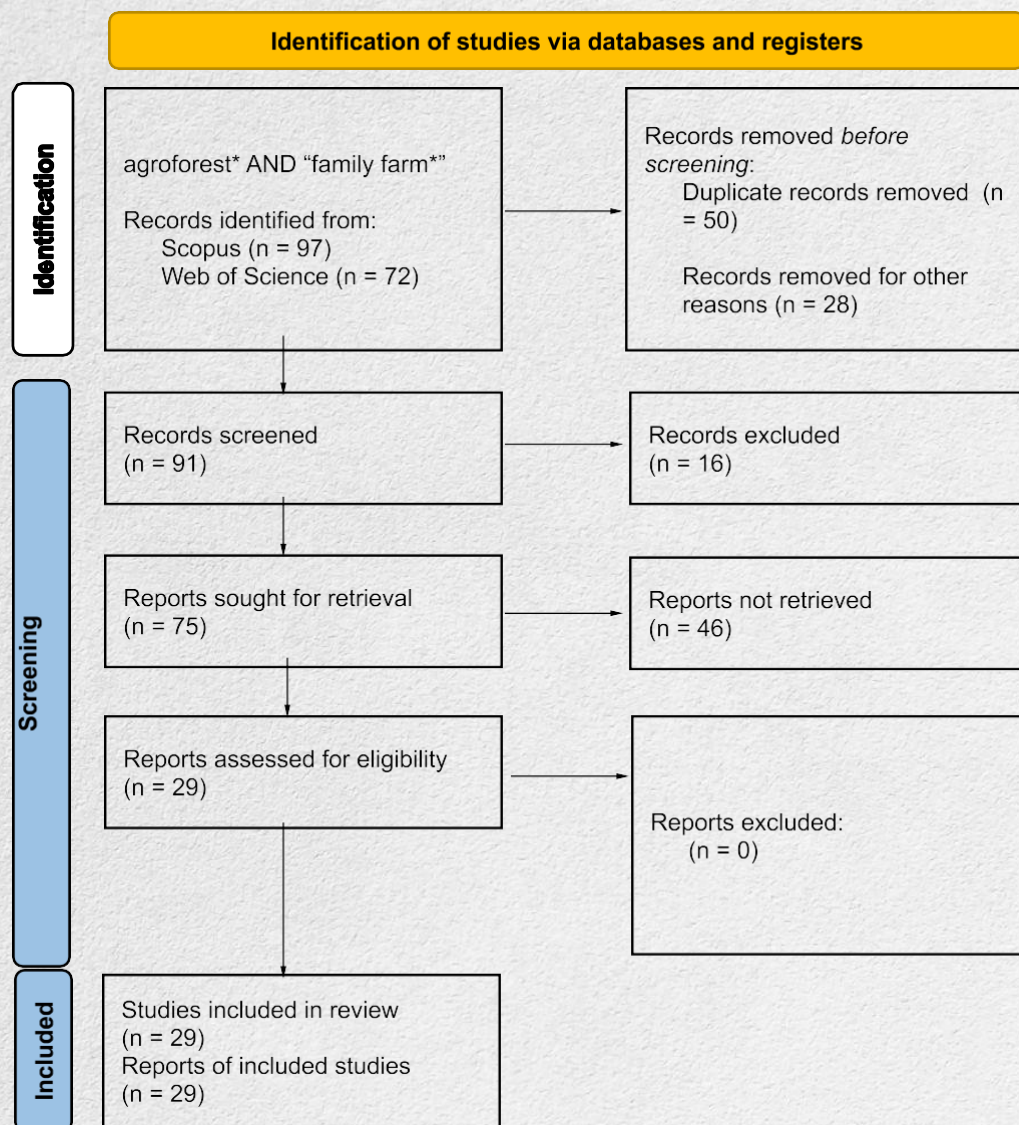 Identification of studies via databases and registers
Identification
agroforest* AND “family farm*”
Records identified from:
Scopus (n = 97)
Web of Science (n = 72)
Records removed before
screening:
Duplicate records removed (n
= 50)
Records removed for other
reasons (n = 28)
Screening
Records screened
(n = 91)
Records excluded
(n = 16)
Reports sought for retrieval
(n = 75)
Reports not retrieved
(n = 46)
Reports assessed for eligibility
(n = 29)
Reports excluded:
(n = 0)
Included
Studies included in review
(n = 29)
Reports of included studies
(n = 29)